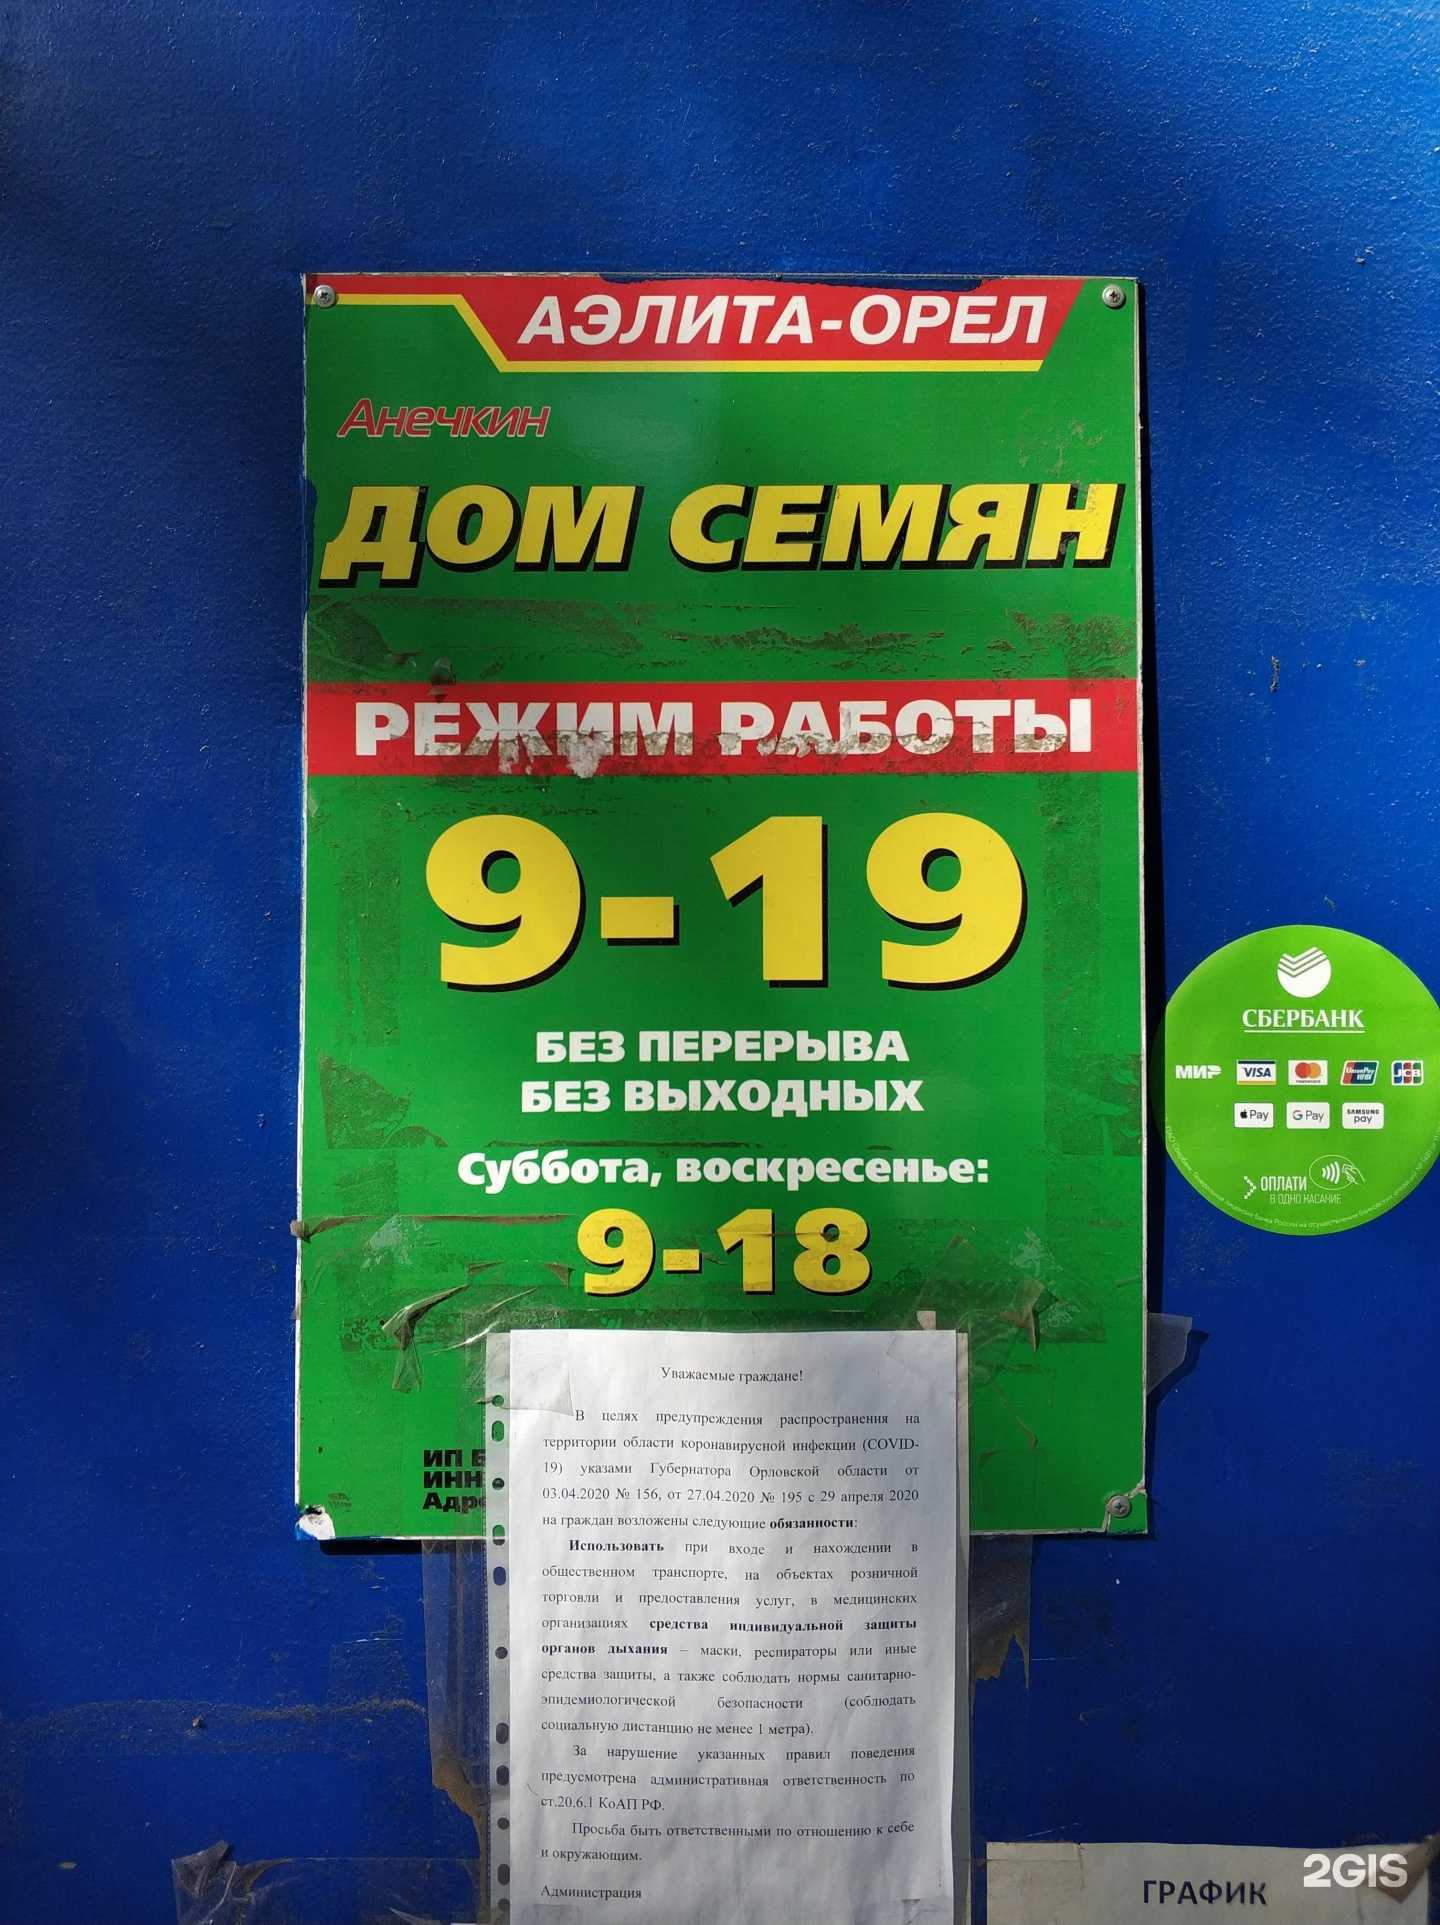 АЭЛИТА-ОРЕЛ
Анечкин
ДОМ СЕМЯН
РЕЖИМ РАБОТЫ
9-19
БЕЗ ПЕРЕРЫВА
БЕЗ ВЫХОДНЫХ
Суббота, воскресенье:
9-18
ИП
ИНН
СБЕРБАНК
МИР VISA mastercard UnionPay JCB
Pay G Pay SAMSUNG pay
ОПЛАТИ
В ОДНО КАСАНИЕ
Уважаемые граждане!
В целях предупреждения распространения на
территории области коронавирусной инфекции (COVID-
19) указами Губернатора Орловской области от
03.04.2020 № 156, от 27.04.2020 № 195 с 29 апреля 2020
на граждан возложены следующие обязанности:
Использовать при входе и нахождении в
общественном транспорте, на объектах розничной
торговли и предоставления услуг, в медицинских
организациях средства индивидуальной защиты
органов дыхания – маски, респираторы или иные
средства защиты, а также соблюдать нормы санитарно-
эпидемиологической безопасности (соблюдать
социальную дистанцию не менее 1 метра).
За нарушение указанных правил поведения
предусмотрена административная ответственность по
ст.20.6.1 КоАП РФ.
Просьба быть ответственными по отношению к себе
и окружающим.
Администрация
ГРАФИК
2GIS